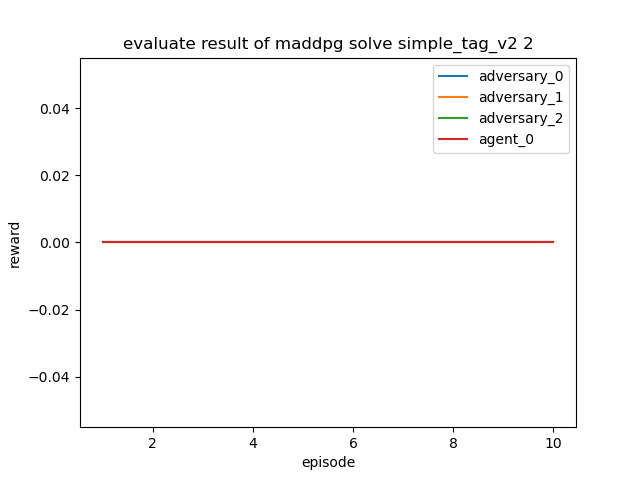 evaluate result of maddpg solve simple_tag_v2 2
adversary_0
adversary_1
adversary_2
agent_0
0.04
0.02
0.00
−0.02
−0.04
reward
2
4
6
8
10
episode